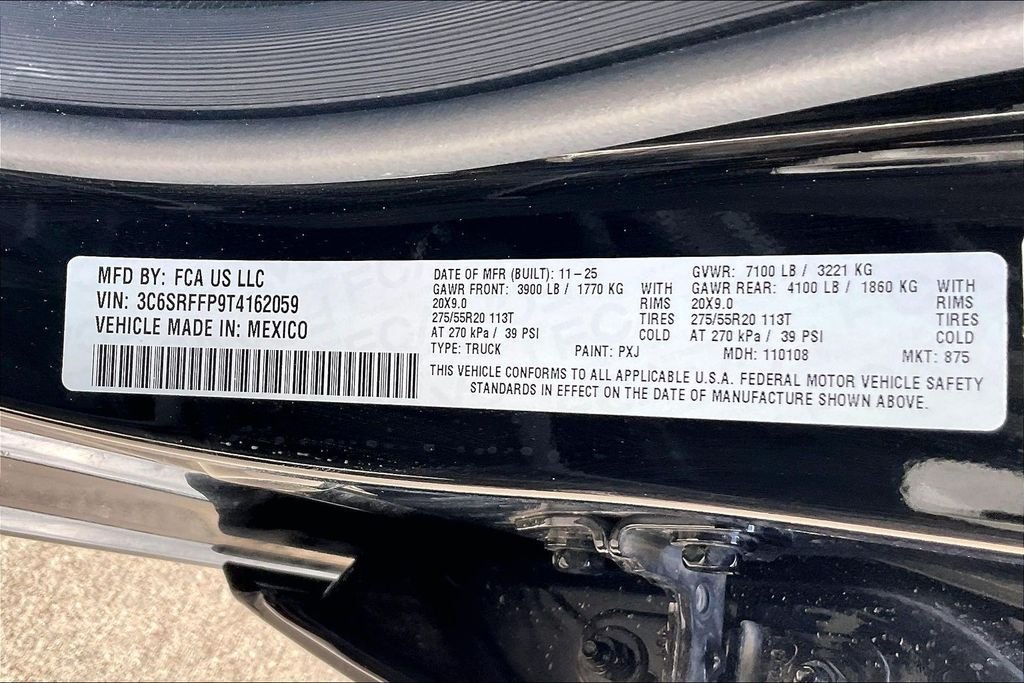 MFD BY: FCA US LLC
VIN: 3C6SRFFP9T4162059
VEHICLE MADE IN: MEXICO
DATE OF MFR (BUILT): 11-25
GAWR FRONT: 3900 LB / 1770 KG WITH
20X9.0 RIMS
275/55R20 113T TIRES
AT 270 kPa / 39 PSI COLD
TYPE: TRUCK PAINT: PXJ
GVWR: 7100 LB / 3221 KG
GAWR REAR: 4100 LB / 1860 KG WITH
20X9.0 RIMS
275/55R20 113T TIRES
AT 270 kPa / 39 PSI COLD
MDH: 110108 MKT: 875
THIS VEHICLE CONFORMS TO ALL APPLICABLE U.S.A. FEDERAL MOTOR VEHICLE SAFETY
STANDARDS IN EFFECT ON THE DATE OF MANUFACTURE SHOWN ABOVE.